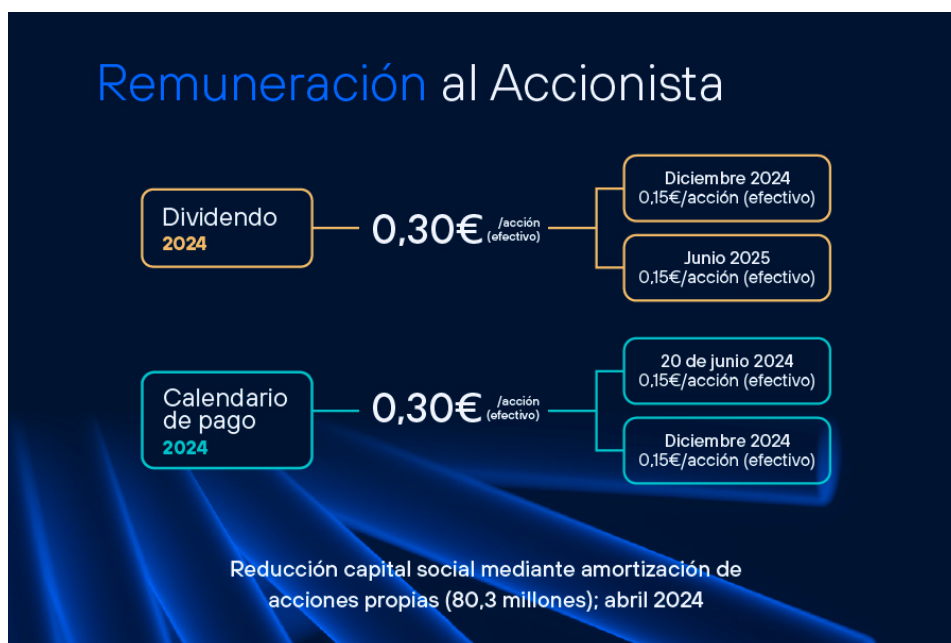 Remuneración al Accionista
Dividendo
2024
0,30€ /acción
(efectivo)
Diciembre 2024
0,15€/acción (efectivo)
Junio 2025
0,15€/acción (efectivo)
Calendario
de pago
2024
0,30€ /acción
(efectivo)
20 de junio 2024
0,15€/acción (efectivo)
Diciembre 2024
0,15€/acción (efectivo)
Reducción capital social mediante amortización de
acciones propias (80,3 millones); abril 2024